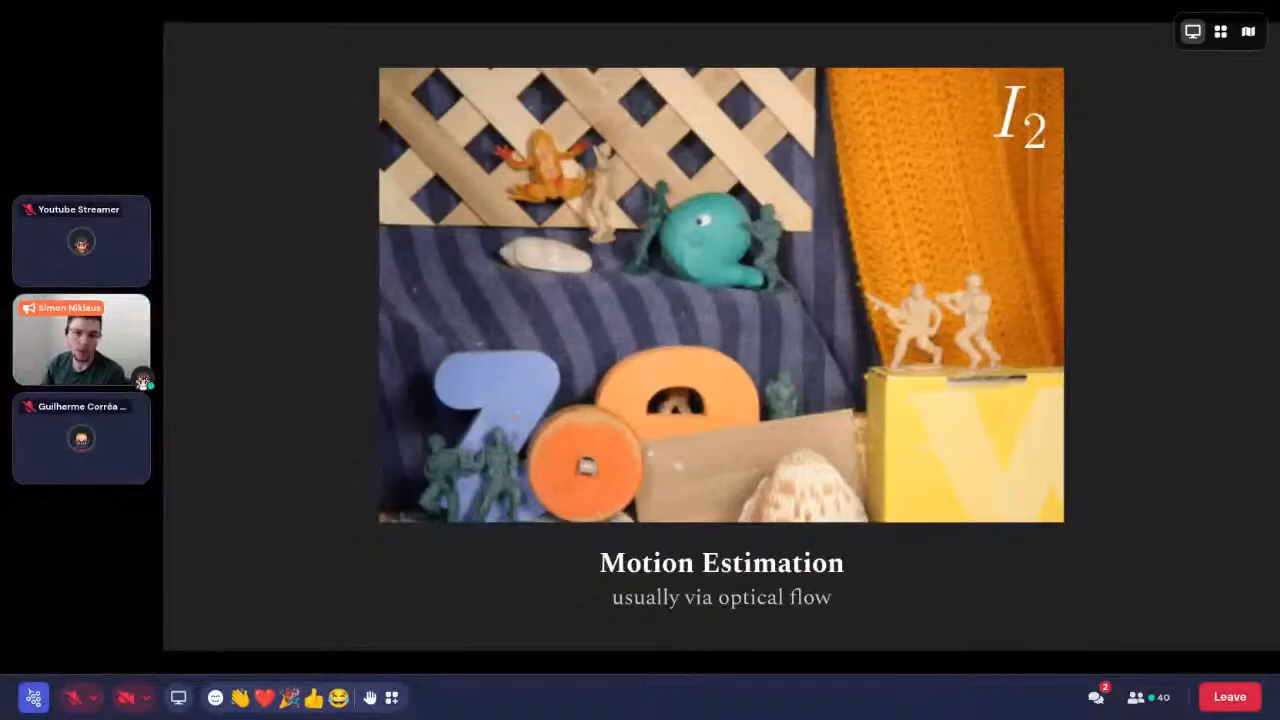 Youtube Streamer
Simon Niklaus
Guilherme Corrêa ...
I2
Motion Estimation
usually via optical flow
2
40
Leave